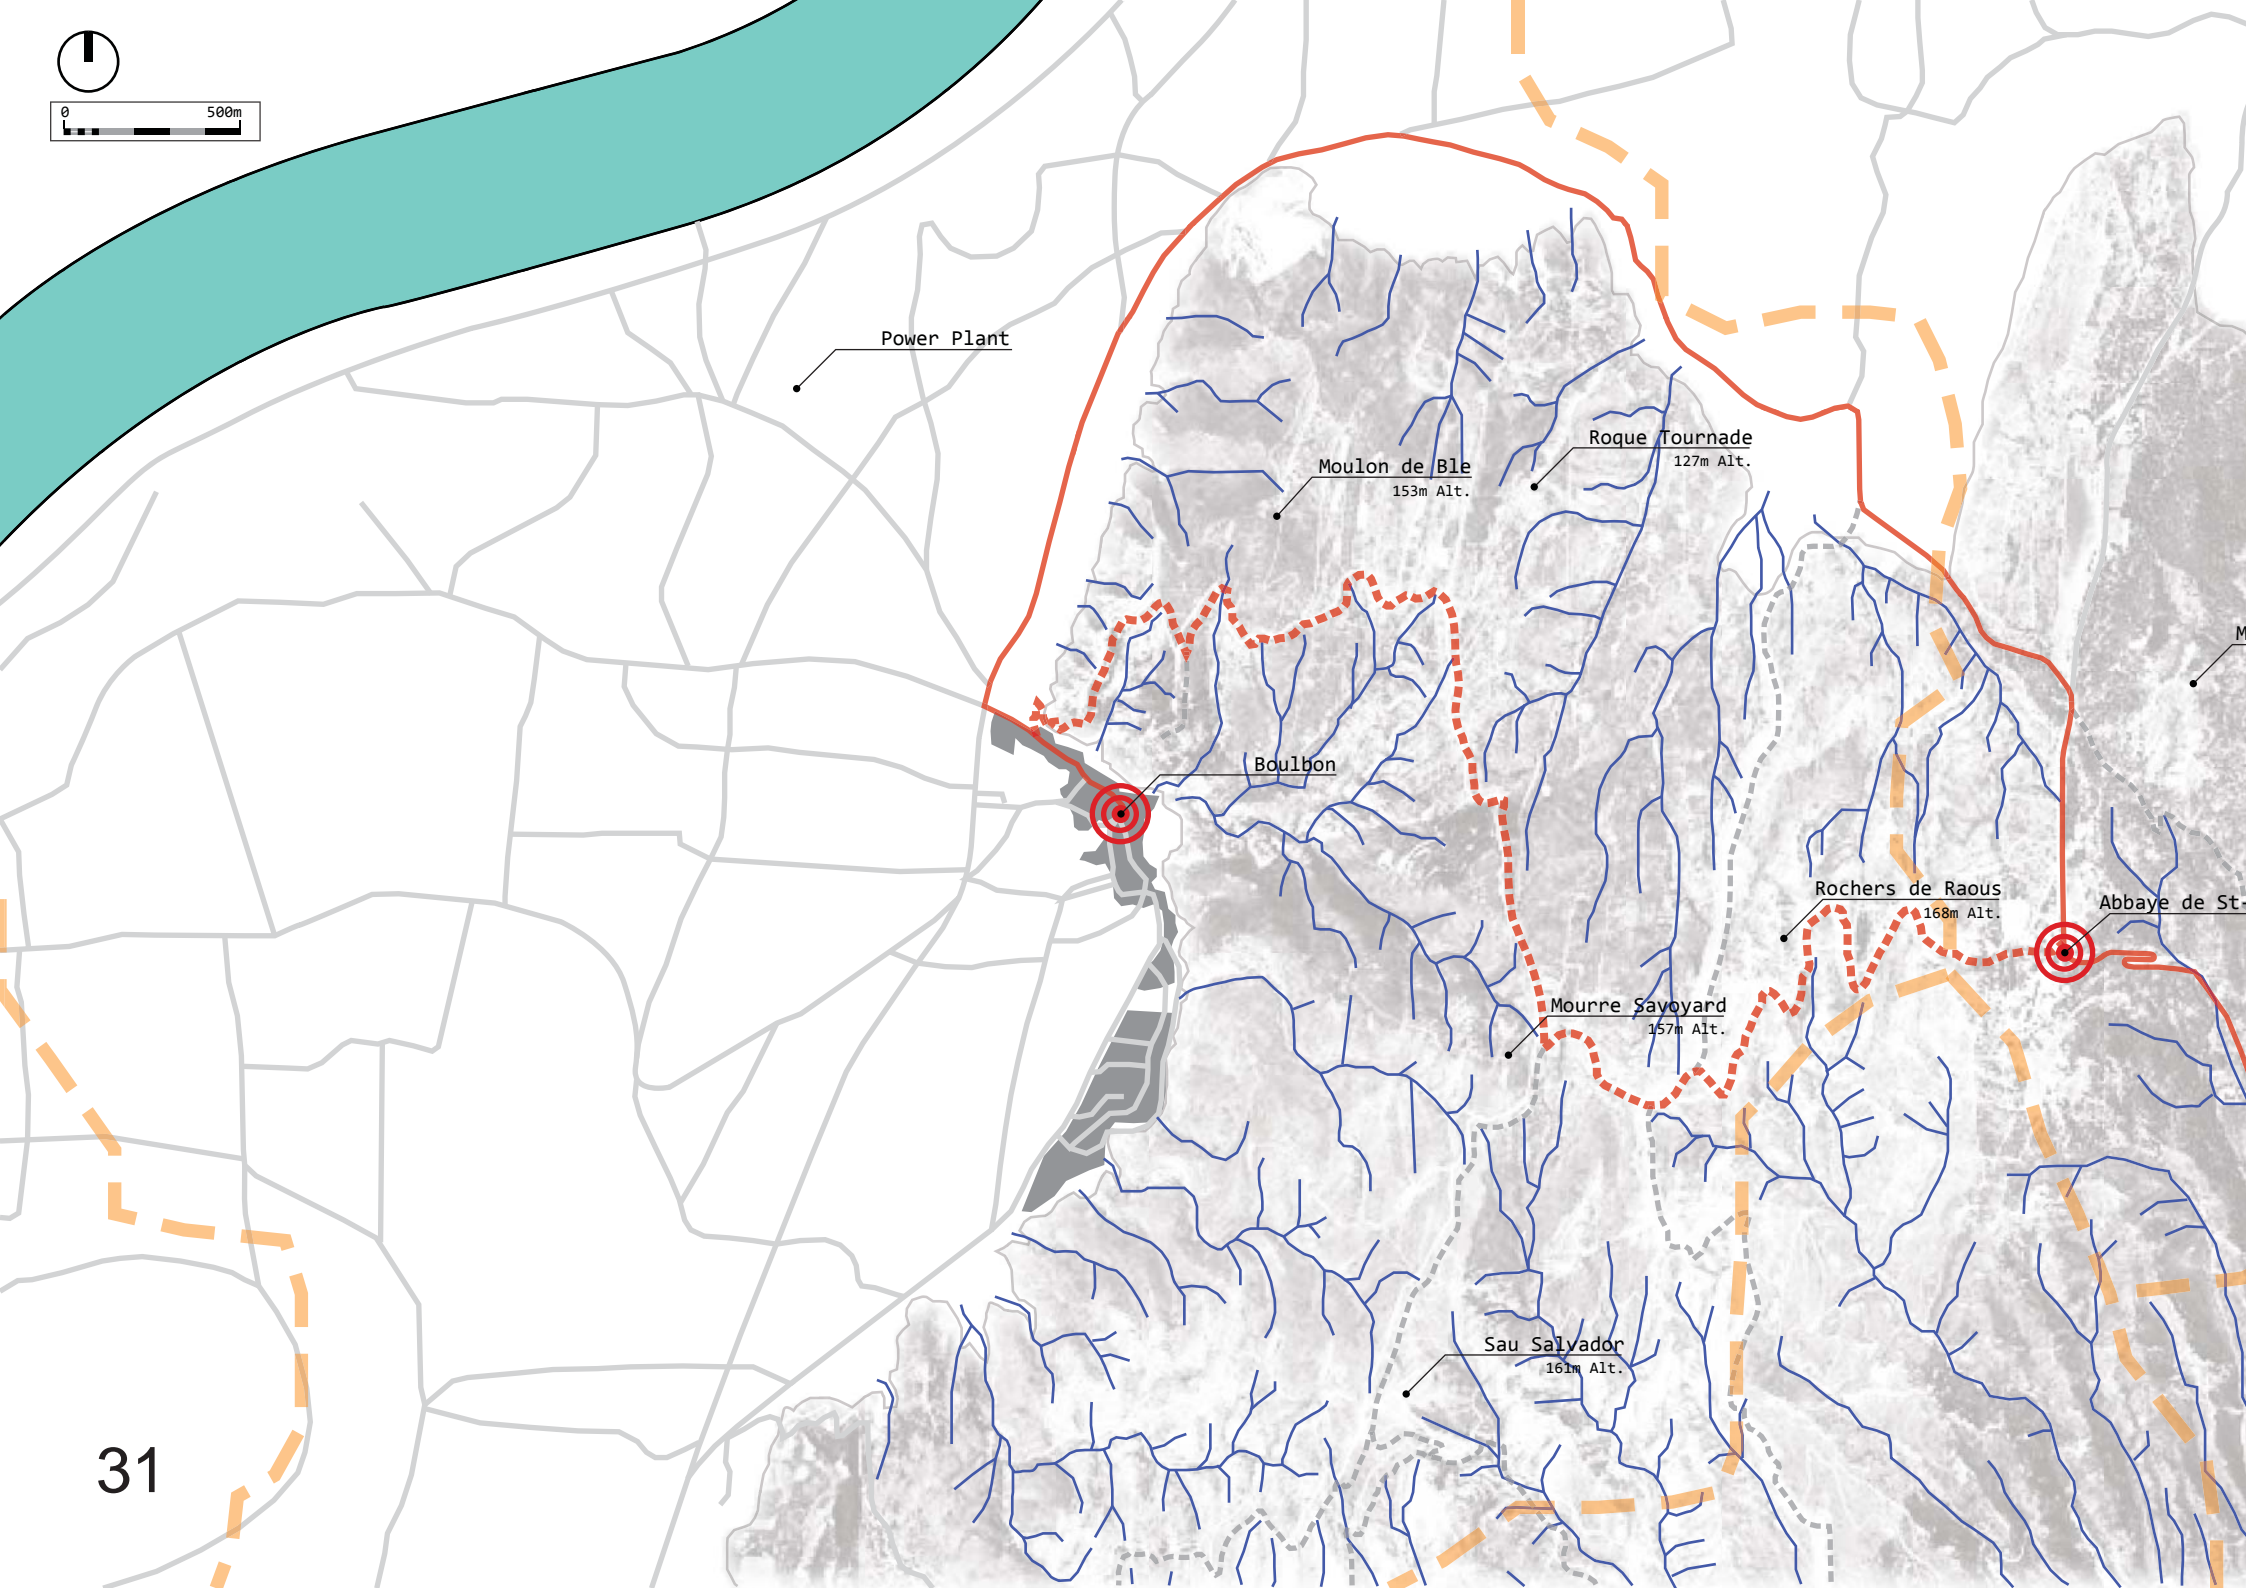 0 500m
Power Plant
Roque Tournade
127m Alt.
Moulon de Ble
153m Alt.
M
Boulbon
Rochers de Raous
168m Alt.
Abbaye de St-
Mourre Savoyard
157m Alt.
Sau Salvador
161m Alt.
31